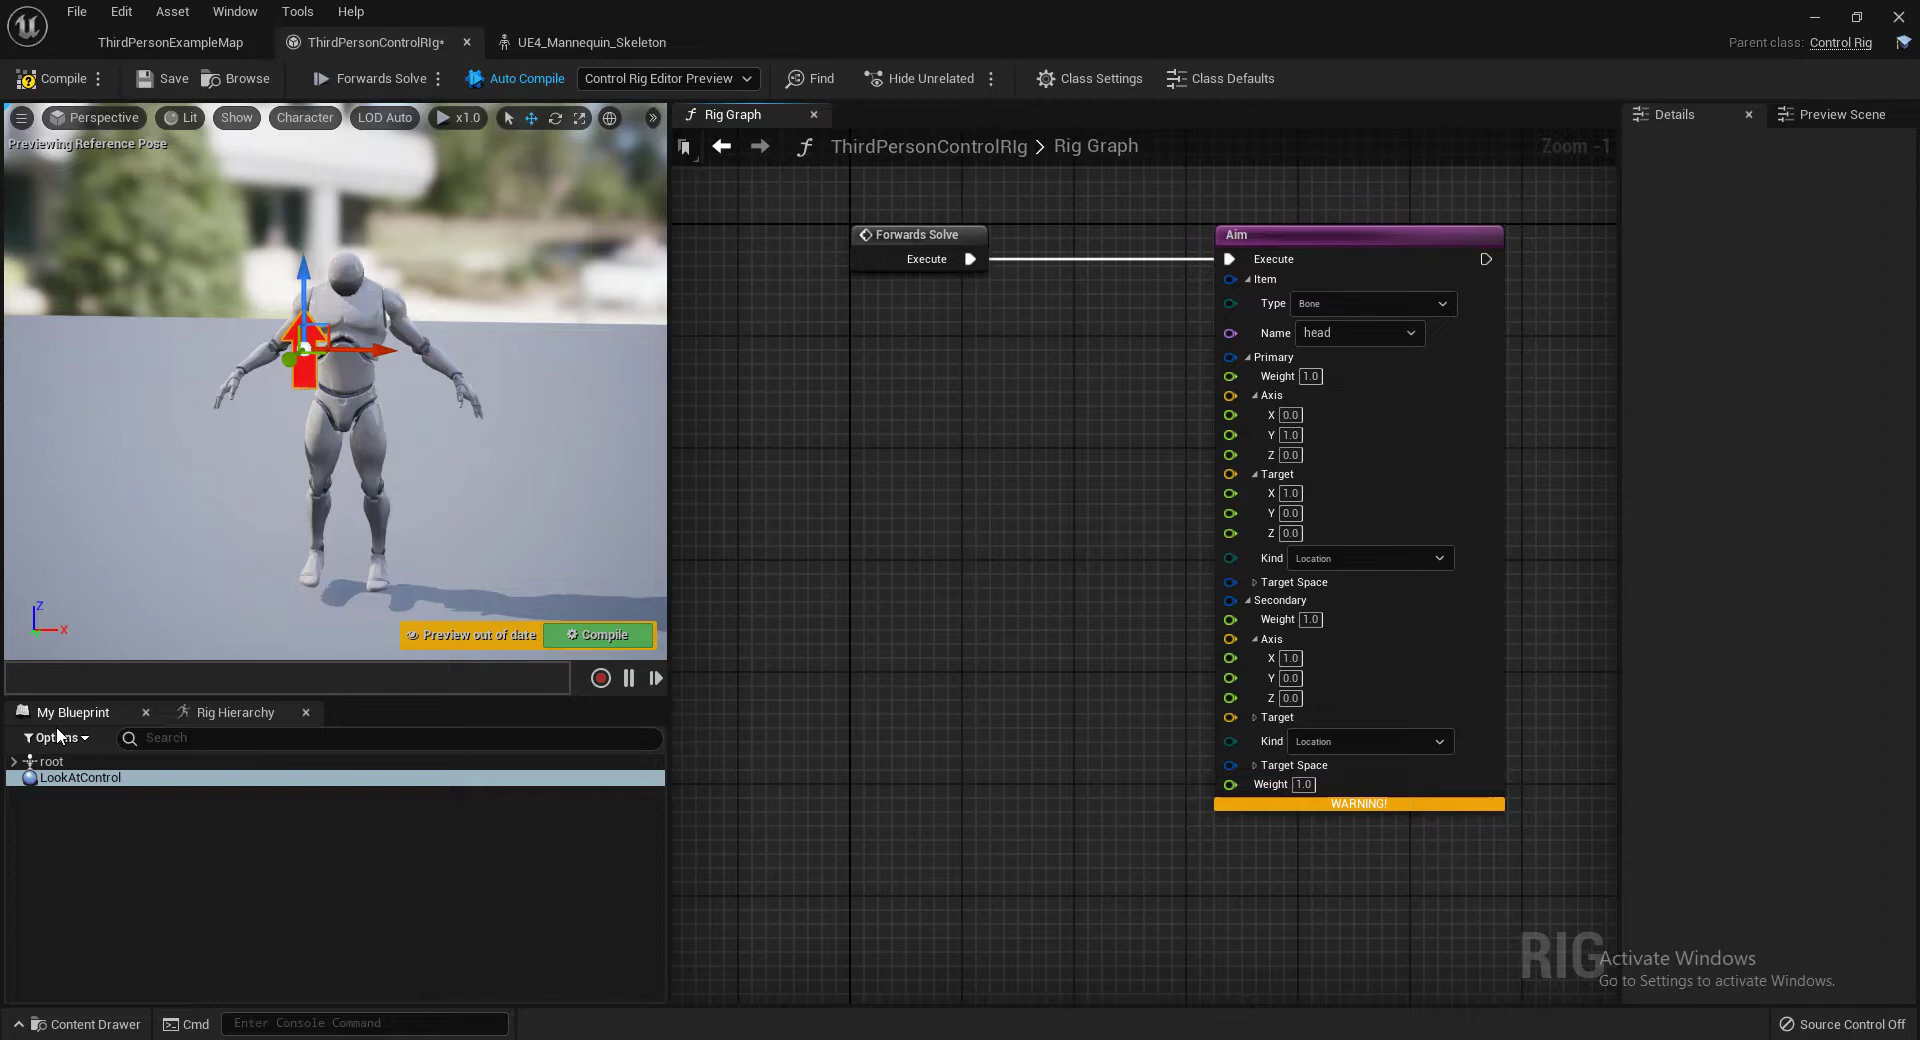 File Edit Asset Window Tools Help
ThirdPersonExampleMap ThirdPersonControlRIg* UE4_Mannequin_Skeleton
Parent class: Control Rig
Compile Save Browse Forwards Solve Auto Compile Control Rig Editor Preview Find Hide Unrelated Class Settings Class Defaults
Perspective Lit Show Character LOD Auto x1.0
Previewing Reference Pose
Z
X
Preview out of date Compile
My Blueprint Rig Hierarchy
Options Search
root
LookAtControl
Rig Graph
ThirdPersonControlRIg > Rig Graph
Zoom -1
Forwards Solve
Execute
Aim
Execute
Item
Type Bone
Name head
Primary
Weight 1.0
Axis
X 0.0
Y 1.0
Z 0.0
Target
X 1.0
Y 0.0
Z 0.0
Kind Location
Target Space
Secondary
Weight 1.0
Axis
X 1.0
Y 0.0
Z 0.0
Target
Kind Location
Target Space
Weight 1.0
WARNING!
RIG
Details Preview Scene
Activate Windows
Go to Settings to activate Windows.
Content Drawer Cmd Enter Console Command
Source Control Off